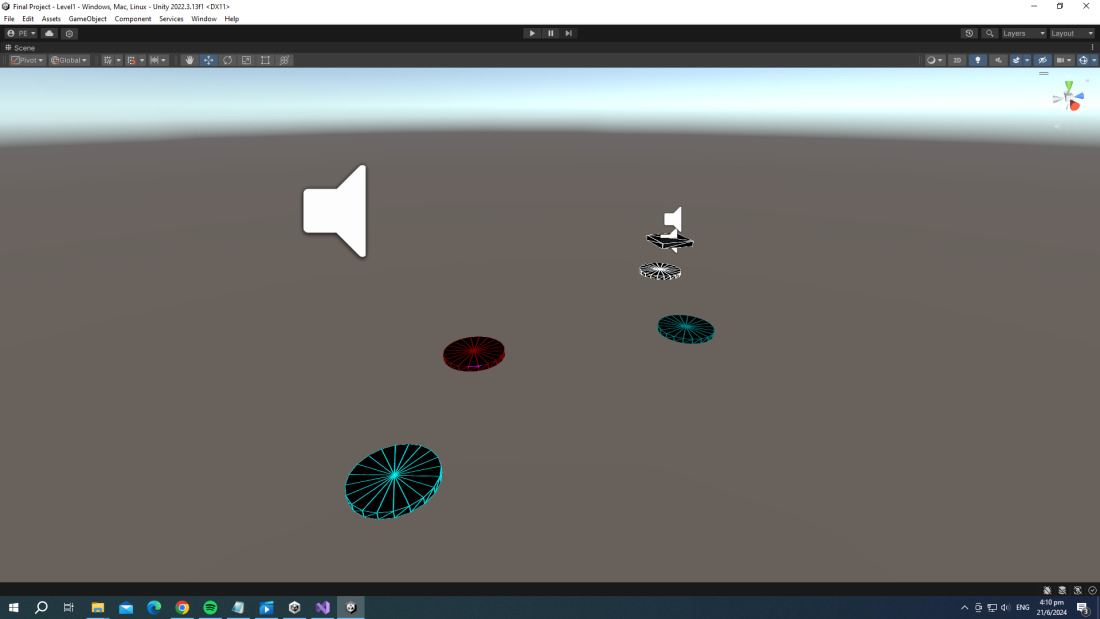 Final Project - Level1 - Windows, Mac, Linux - Unity 2022.3.13f1 <DX11>
File Edit Assets GameObject Component Services Window Help
PE Layers Layout
Scene
Pivot Global 2D
ENG 4:10 pm
21/6/2024 3